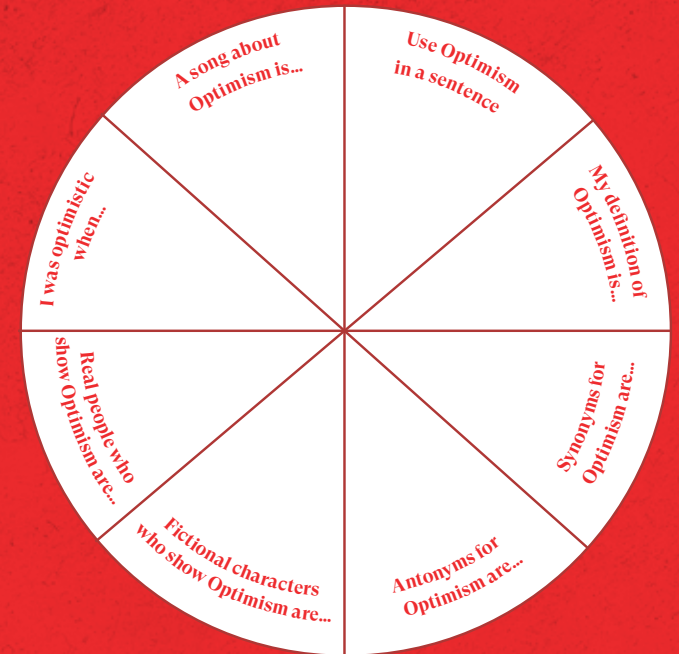 A song about
Optimism is...
Use Optimism
in a sentence
My definition of
Optimism is...
Synonyms for
Optimism are...
Antonyms for
Optimism are...
Fictional characters
who show Optimism are...
Real people who
show Optimism are...
I was optimistic
when...